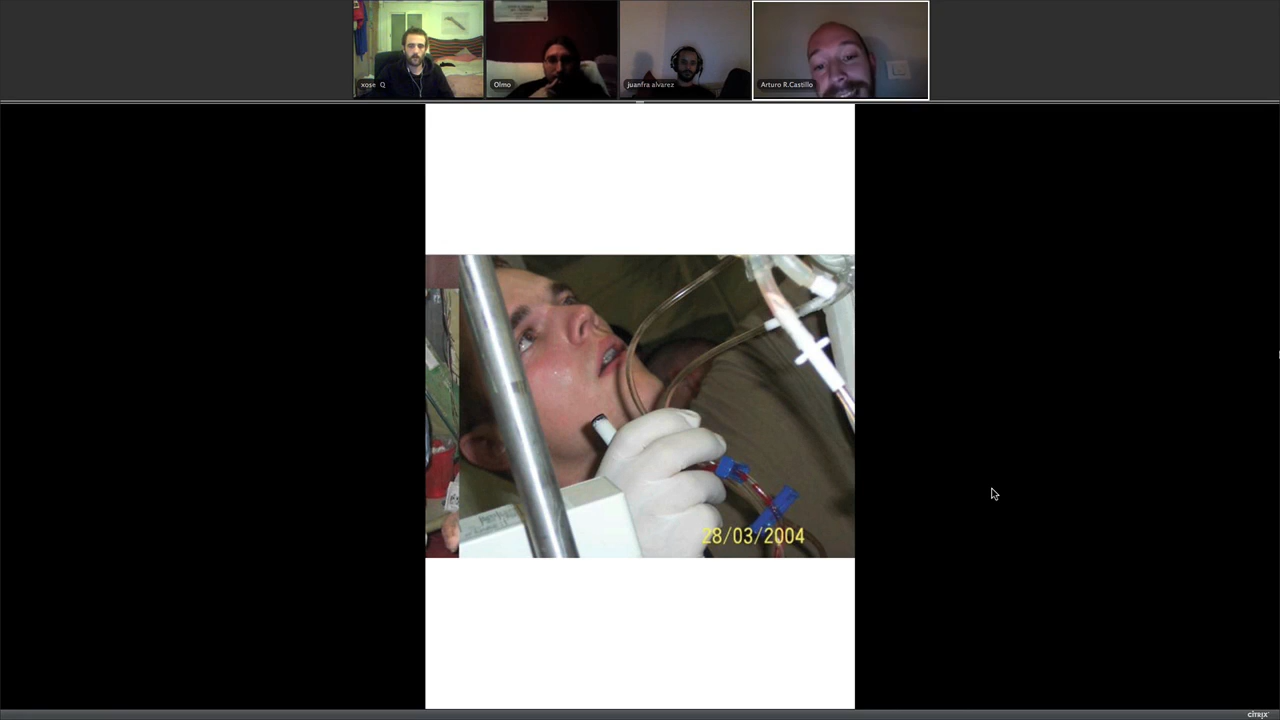 xose Q
Olmo
juanfra alvarez
Arturo R.Castillo
28/03/2004
CITRIX